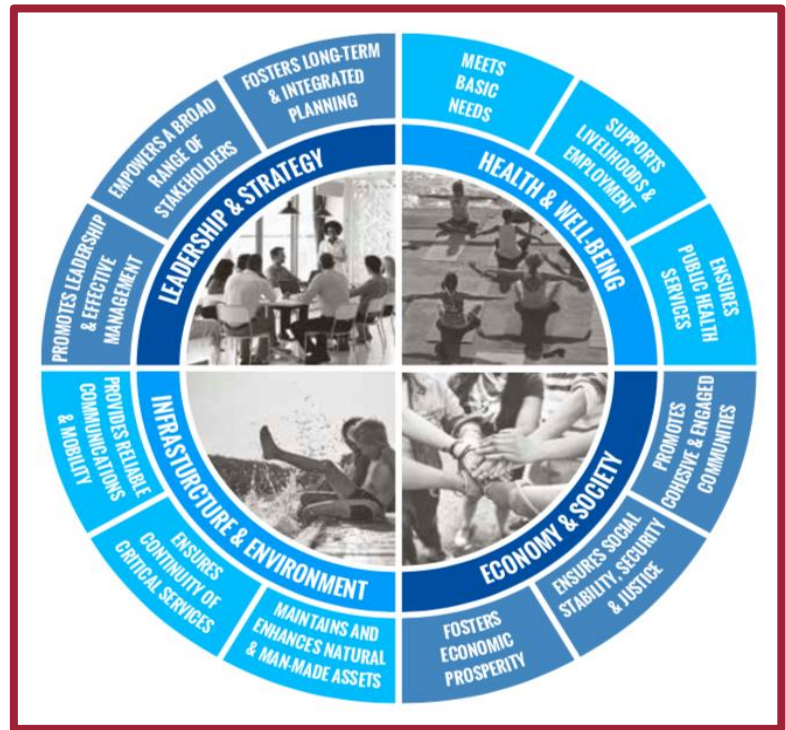 LEADERSHIP & STRATEGY
PROMOTES LEADERSHIP
& EFFECTIVE
MANAGEMENT
EMPOWERS A BROAD
RANGE OF
STAKEHOLDERS
FOSTERS LONG-TERM
& INTEGRATED
PLANNING
HEALTH & WELL-BEING
MEETS
BASIC
NEEDS
SUPPORTS
LIVELIHOODS &
EMPLOYMENT
ENSURES
PUBLIC HEALTH
SERVICES
ECONOMY & SOCIETY
PROMOTES
COHESIVE & ENGAGED
COMMUNITIES
ENSURES SOCIAL
STABILITY, SECURITY
& JUSTICE
FOSTERS
ECONOMIC
PROSPERITY
INFRASTURCTURE & ENVIRONMENT
MAINTAINS AND
ENHANCES NATURAL
& MAN-MADE ASSETS
ENSURES
CONTINUITY OF
CRITICAL SERVICES
PROVIDES RELIABLE
COMMUNICATIONS
& MOBILITY